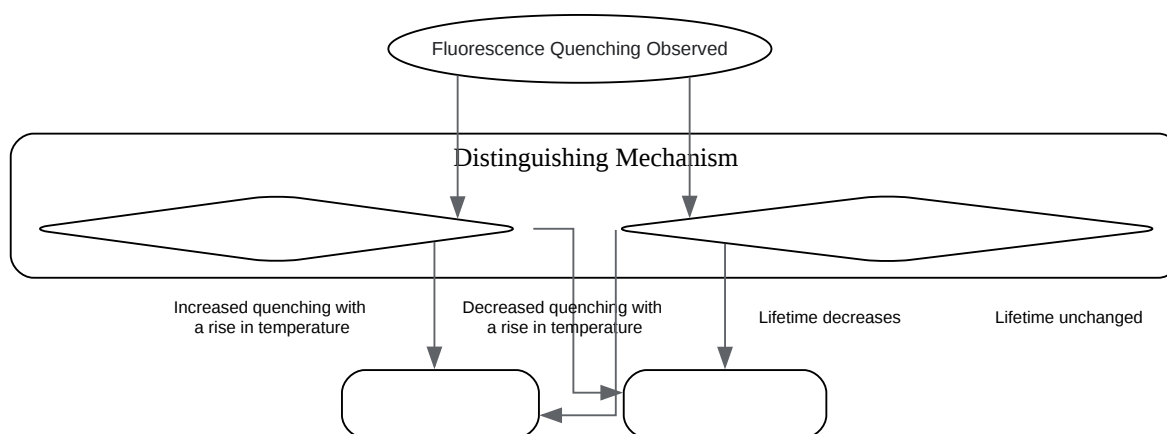 Fluorescence Quenching Observed
Distinguishing Mechanism
Increased quenching with
a rise in temperature
Decreased quenching with
a rise in temperature
Lifetime decreases
Lifetime unchanged